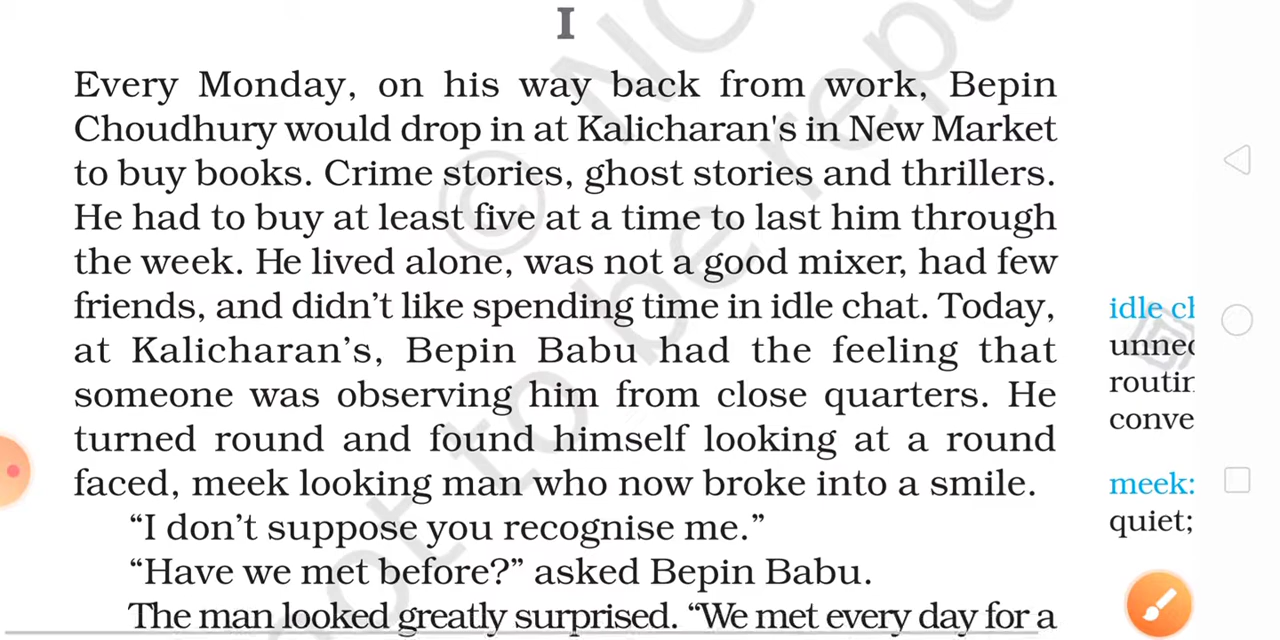 I
Every Monday, on his way back from work, Bepin
Choudhury would drop in at Kalicharan's in New Market
to buy books. Crime stories, ghost stories and thrillers.
He had to buy at least five at a time to last him through
the week. He lived alone, was not a good mixer, had few
friends, and didn’t like spending time in idle chat. Today,
at Kalicharan’s, Bepin Babu had the feeling that
someone was observing him from close quarters. He
turned round and found himself looking at a round
faced, meek looking man who now broke into a smile.
“I don’t suppose you recognise me.”
“Have we met before?” asked Bepin Babu.
The man looked greatly surprised. “We met every day for a
idle
meek:
quiet;
© NC
not to be rep